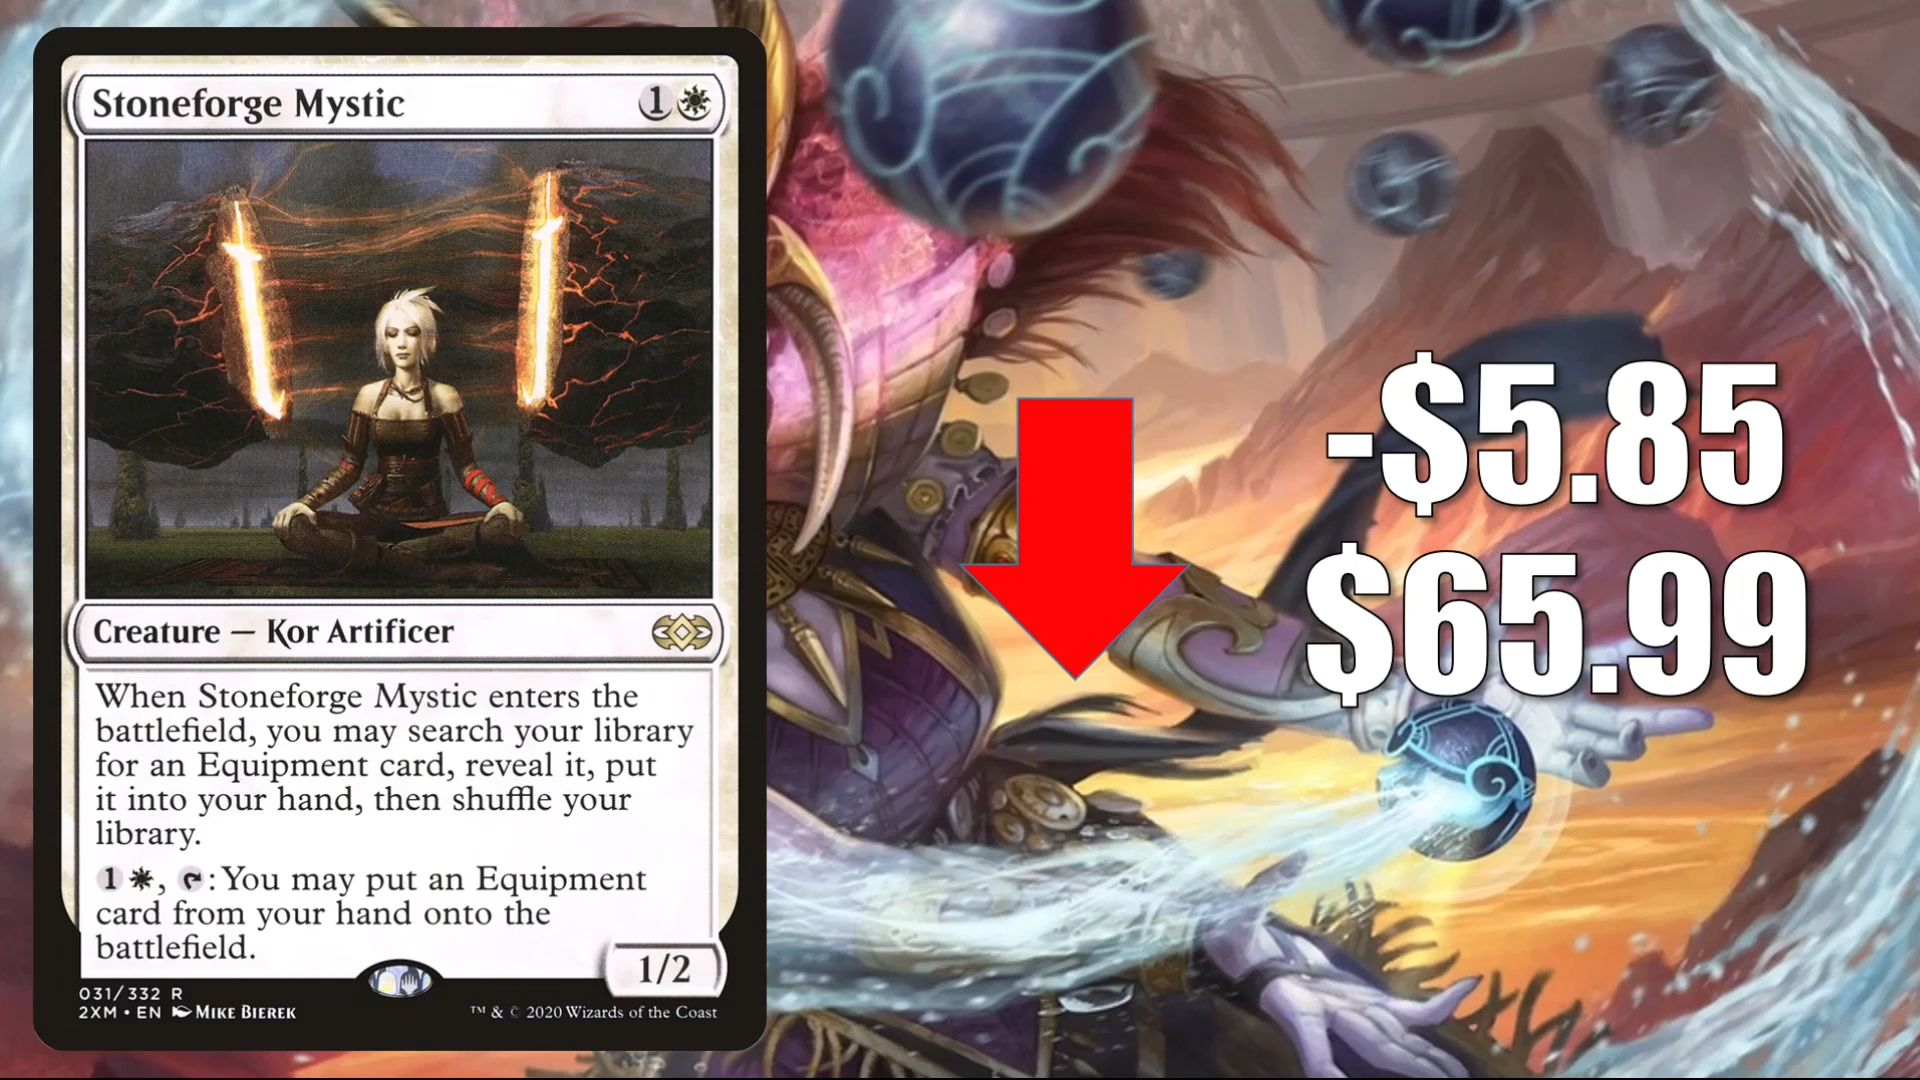 Stoneforge Mystic 1
Creature — Kor Artificer
When Stoneforge Mystic enters the
battlefield, you may search your library
for an Equipment card, reveal it, put
it into your hand, then shuffle your
library.
1 , : You may put an Equipment
card from your hand onto the
battlefield.
1/2
031/332 R
2XM • EN Mike Bierek
™ & © 2020 Wizards of the Coast
-$5.85
$65.99